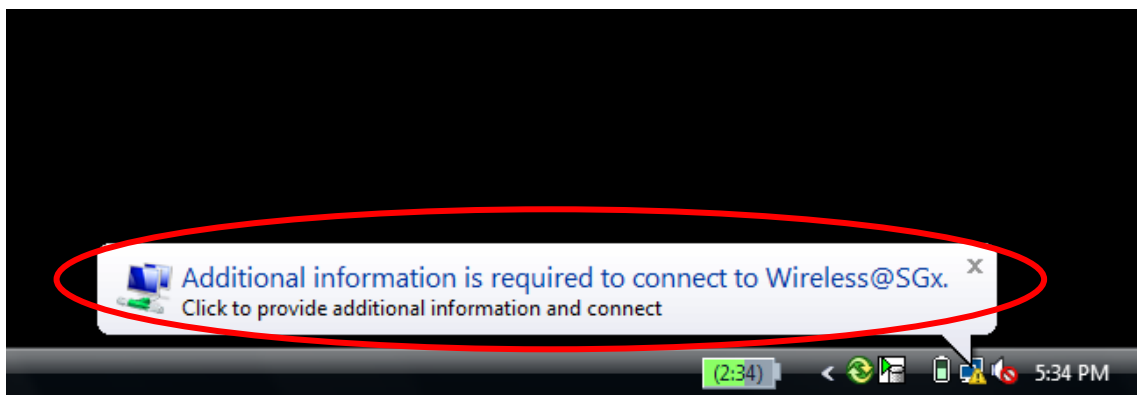 Additional information is required to connect to Wireless@SGx.
Click to provide additional information and connect
(2:34) 5:34 PM